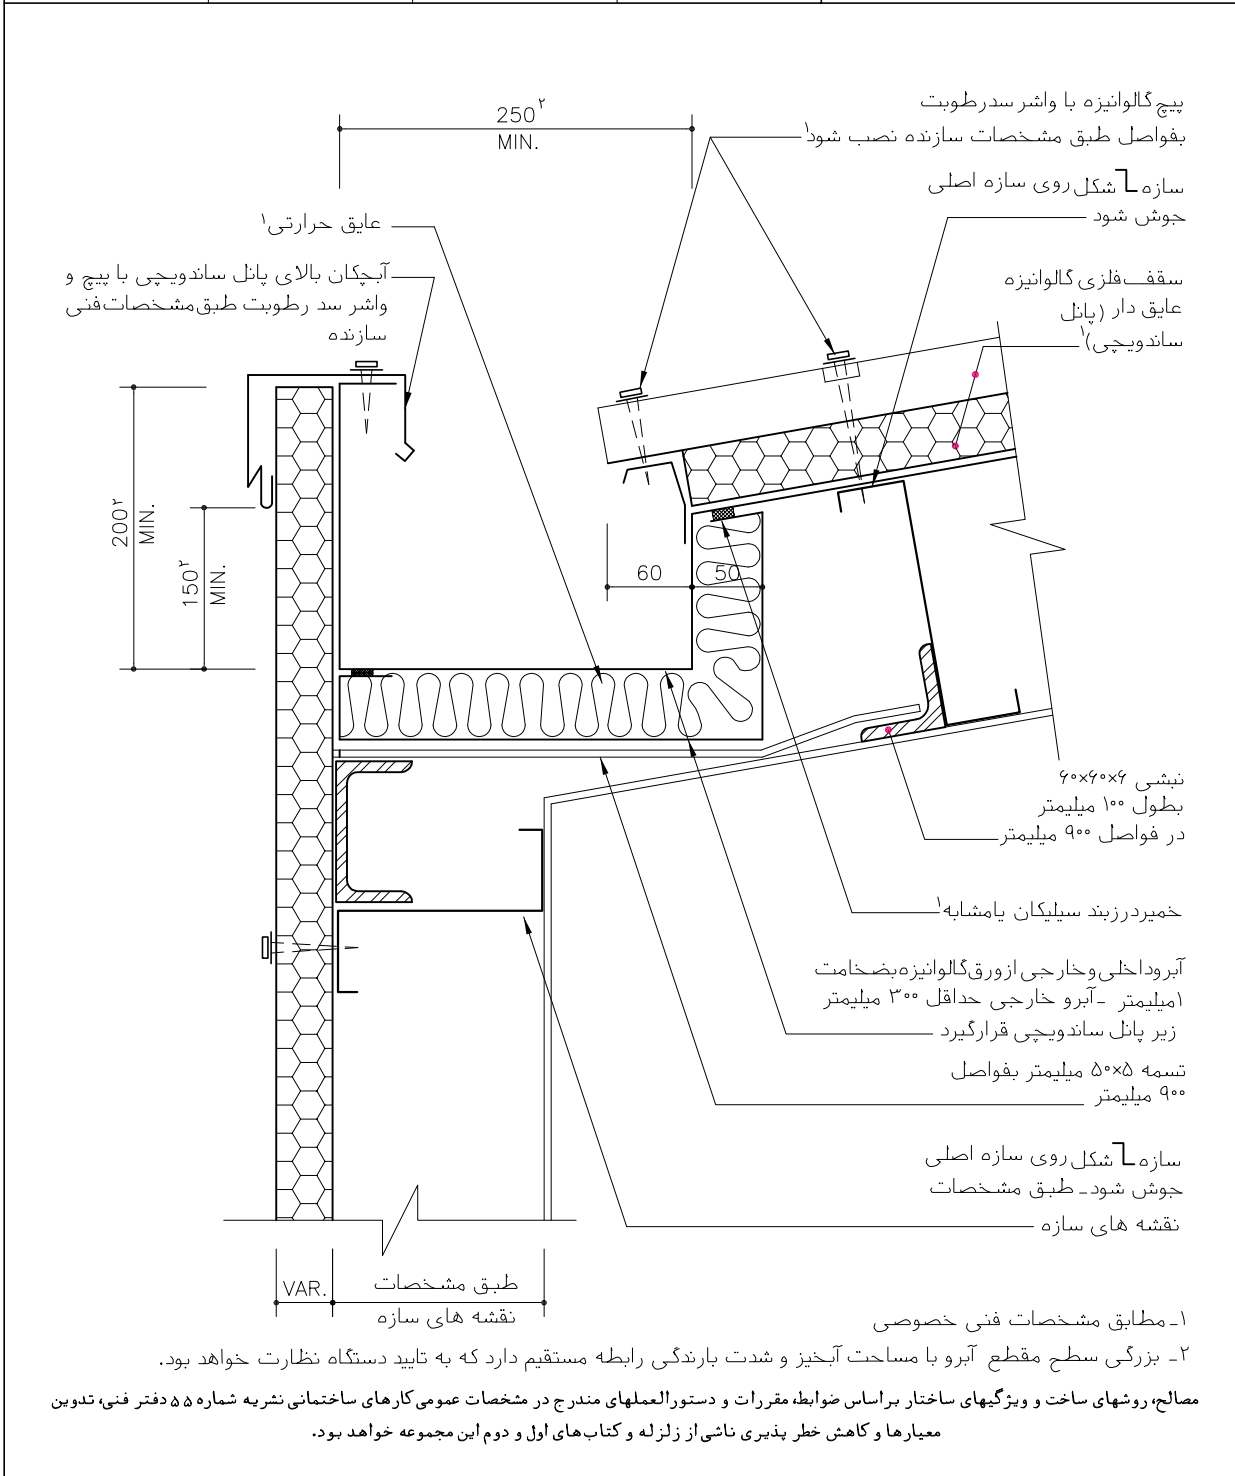 پیچ گالوانیزه با واشر سدرطوبت
بفواصل طبق مشخصات سازنده نصب شود۱
250۲
MIN.
سازه شکل روی سازه اصلی
جوش شود
عایق حرارتی۱
آبچکان بالای پانل ساندویچی با پیچ و
واشر سد رطوبت طبق مشخصات فنی
سازنده
سقف فلزی گالوانیزه
عایق دار (پانل
ساندویچی)۱
200۲
MIN.
150۲
MIN.
60
50
نبشی ۶۰×۶۰×۶
بطول ۱۰۰ میلیمتر
در فواصل ۹۰۰ میلیمتر
خمیردرزبند سیلیکان یامشابه۱
آبروداخلی وخارجی ازورق گالوانیزه بضخامت
۱میلیمتر -آبرو خارجی حداقل ۳۰۰ میلیمتر
زیر پانل ساندویچی قرارگیرد
تسمه ۵×۵۰ میلیمتر بفواصل
۹۰۰ میلیمتر
سازه شکل روی سازه اصلی
جوش شود- طبق مشخصات
نقشه های سازه
VAR.
طبق مشخصات
نقشه های سازه
۱- مطابق مشخصات فنی خصوصی
۲- بزرگی سطح مقطع آبرو با مساحت آبخیز و شدت بارندگی رابطه مستقیم دارد که به تایید دستگاه نظارت خواهد بود.
مصالح، روشهای ساخت و ویژگیهای ساختار براساس ضوابط، مقررات و دستورالعملهای مندرج در مشخصات عمومی کارهای ساختمانی نشریه شماره ۵۵ دفتر فنی، تدوین
معیارها و کاهش خطر پذیری ناشی از زلزله و کتاب‌های اول و دوم این مجموعه خواهد بود.